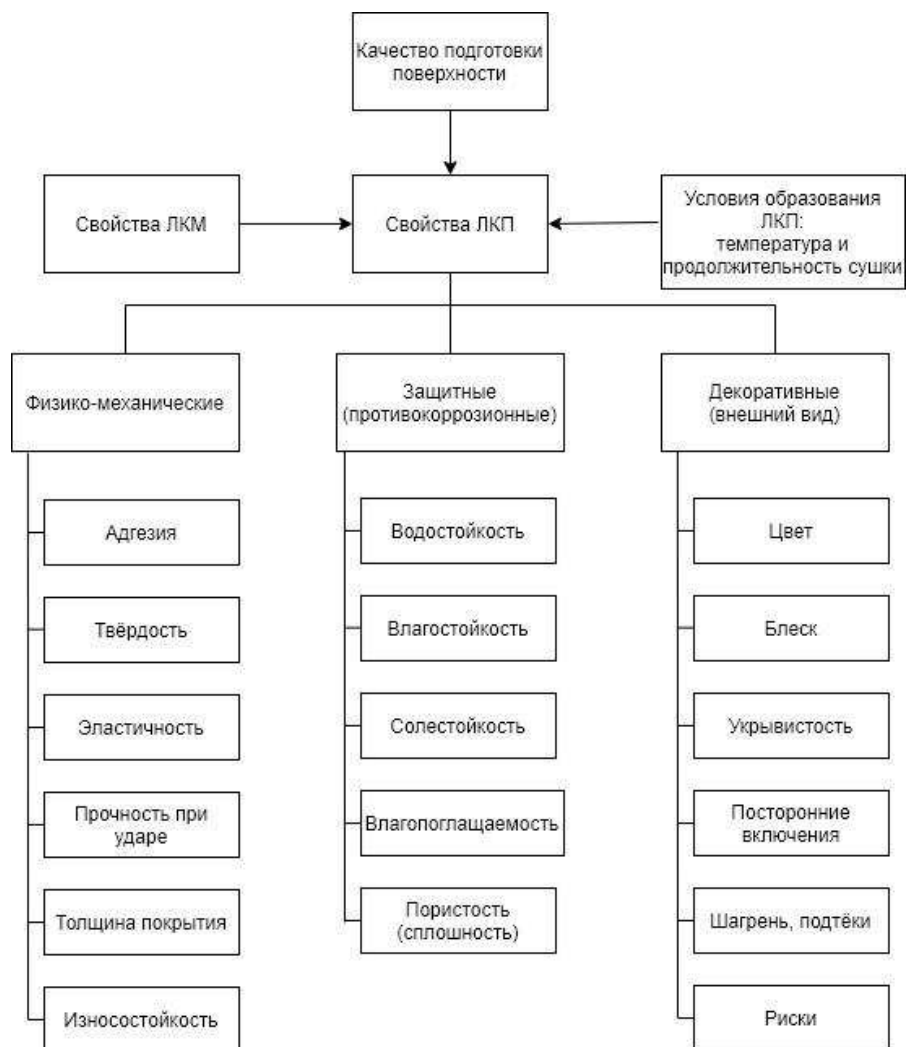 Качество подготовки
поверхности
Свойства ЛКМ
Свойства ЛКП
Условия образования
ЛКП:
температура и
продолжительность сушки
Физико-механические
Защитные
(противокоррозионные)
Декоративные
(внешний вид)
Адгезия
Твёрдость
Эластичность
Прочность при
ударе
Толщина покрытия
Износостойкость
Водостойкость
Влагостойкость
Солестойкость
Влагопоглащаемость
Пористость
(сплошность)
Цвет
Блеск
Укрывистость
Посторонние
включения
Шагрень, подтёки
Риски